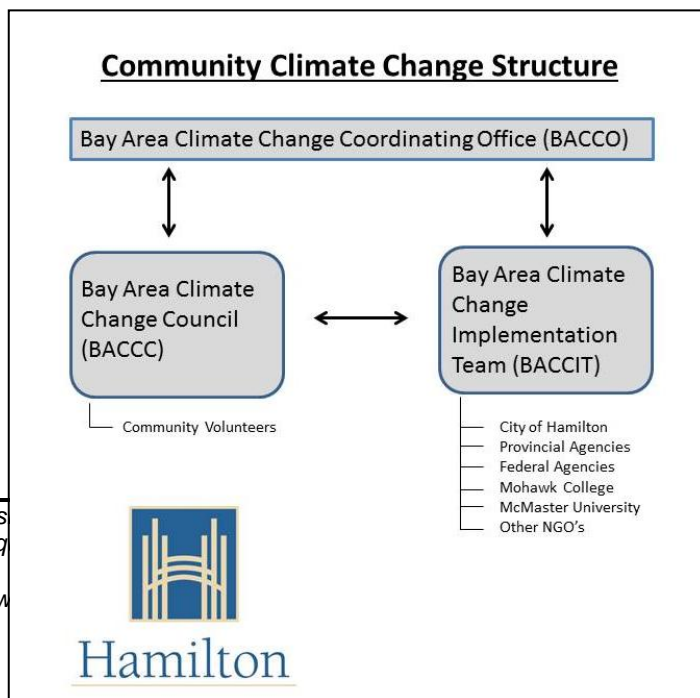 Community Climate Change Structure
Bay Area Climate Change Coordinating Office (BACCO)
Bay Area Climate
Change Council
(BACCC)
Community Volunteers
Bay Area Climate
Change
Implementation
Team (BACCIT)
City of Hamilton
Provincial Agencies
Federal Agencies
Mohawk College
McMaster University
Other NGO's
Hamilton